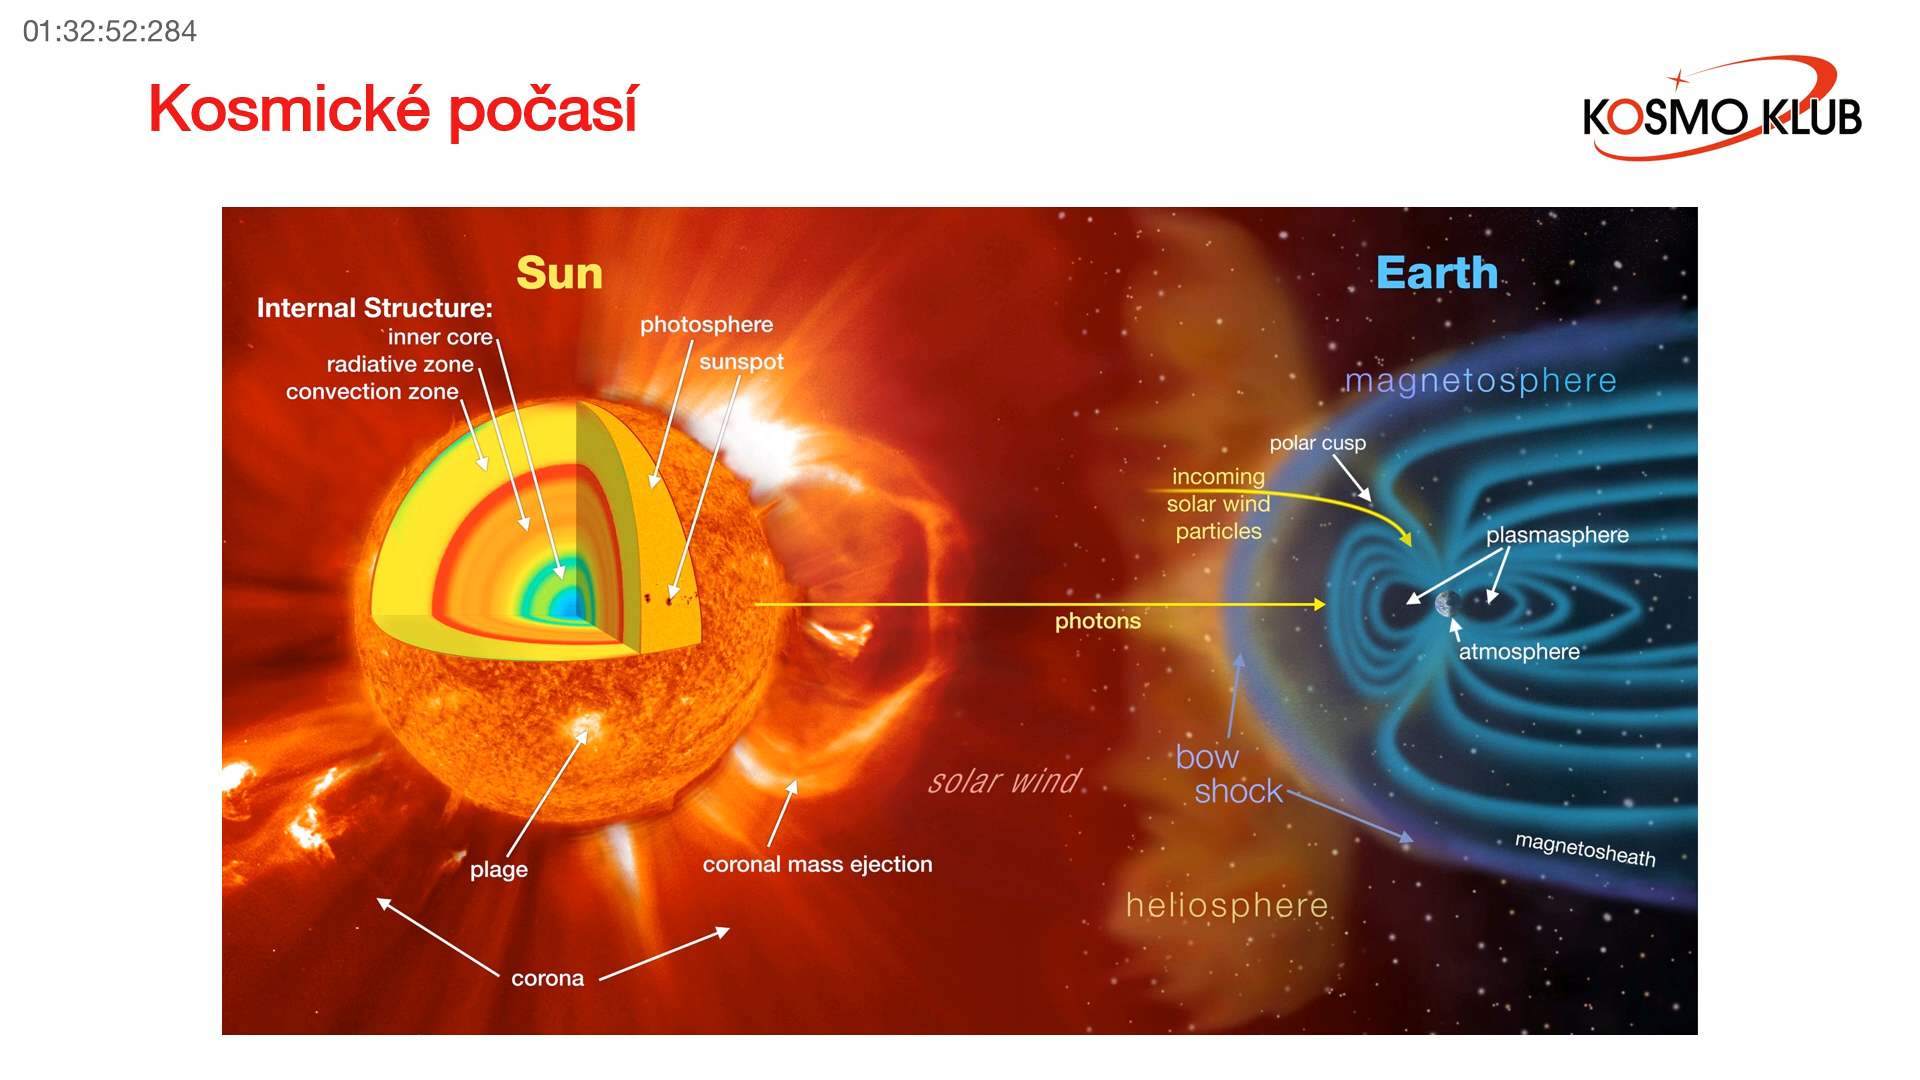 01:32:52:284
Kosmické počasí
KOSMO KLUB
Sun
Earth
Internal Structure:
inner core
radiative zone
convection zone
photosphere
sunspot
magnetosphere
polar cusp
incoming
solar wind
particles
plasmasphere
photons
atmosphere
bow
shock
solar wind
magnetosheath
plage
coronal mass ejection
heliosphere
corona